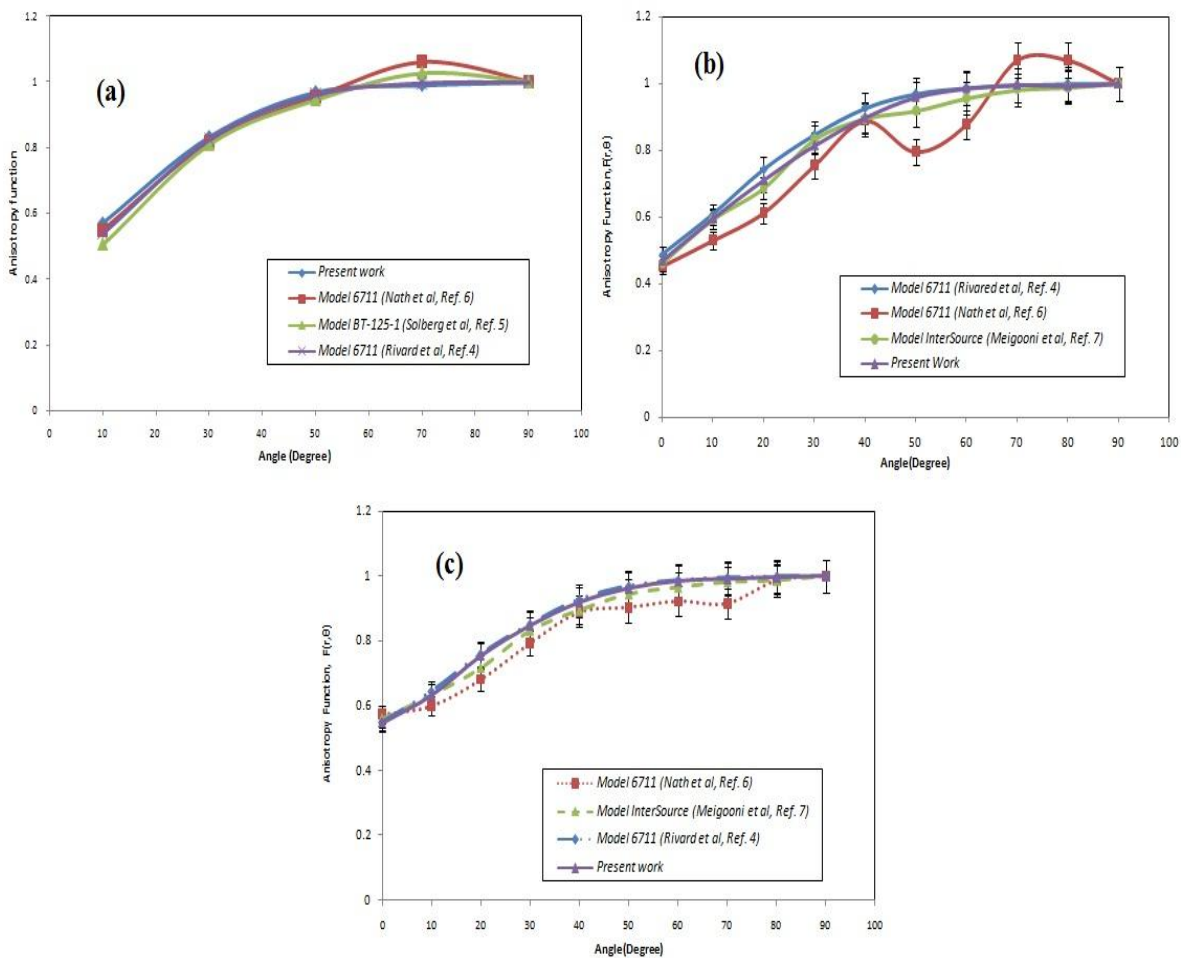 (a)
Anisotropy function
1.2
1
0.8
0.6
0.4
0.2
0
0 10 20 30 40 50 60 70 80 90 100
Angle (Degree)
Present work
Model 6711 (Nath et al, Ref. 6)
Model BT-125-1 (Solberg et al, Ref. 5)
Model 6711 (Rivard et al, Ref.4)
(b)
Anisotropy Function,F(r,θ)
1.2
1
0.8
0.6
0.4
0.2
0
0 10 20 30 40 50 60 70 80 90 100
Angle(Degree)
Model 6711 (Rivared et al, Ref. 4)
Model 6711 (Nath et al, Ref. 6)
Model InterSource (Meigooni et al, Ref. 7)
Present Work
(c)
Anisotropy Function, F(r,θ)
1.2
1
0.8
0.6
0.4
0.2
0
0 10 20 30 40 50 60 70 80 90 100
Angle(Degree)
Model 6711 (Nath et al, Ref. 6)
Model InterSource (Meigooni et al, Ref. 7)
Model 6711 (Rivard et al, Ref. 4)
Present work